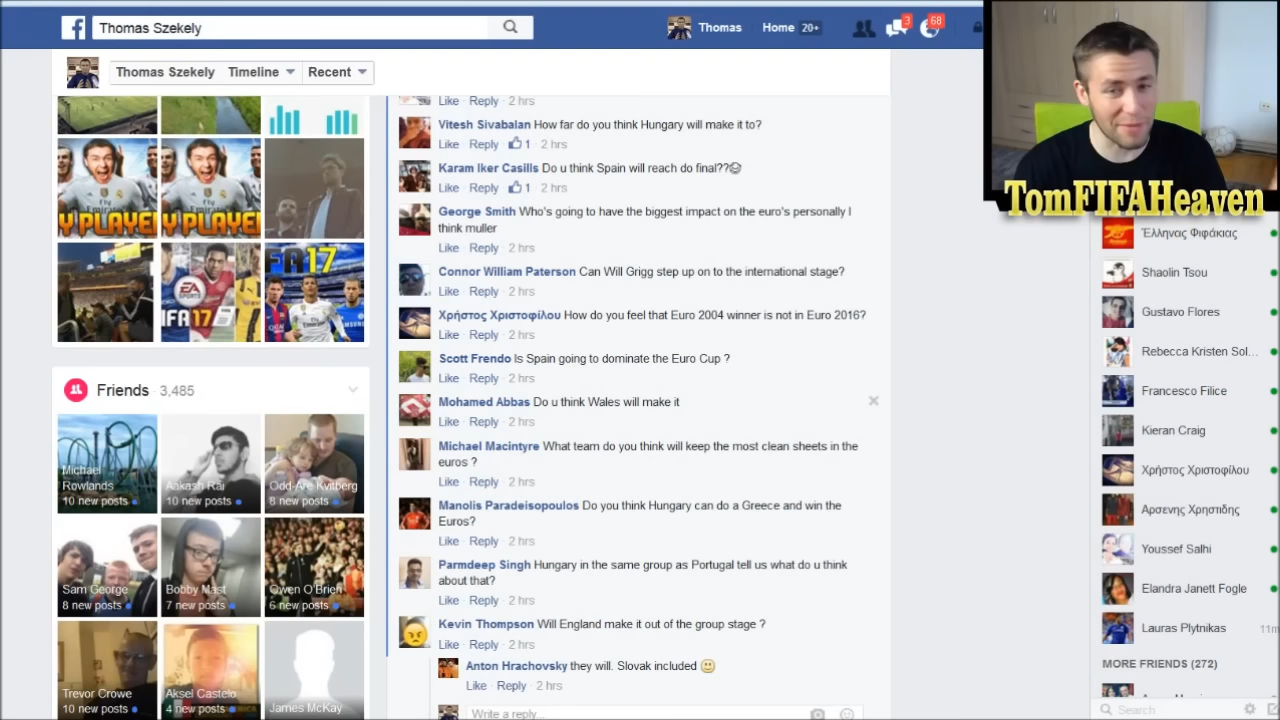 Thomas Szekely
Thomas
Home 20+
3
68
Thomas Szekely
Timeline
Recent
TomFIFAHeaven
Y PLAYER
Y PLAYER
EA
SPORTS
FIFA 17
17
Friends · 3,485
Michael
Rowlands
10 new posts
Aakash Rai
10 new posts
Odd-Are Kvitberg
8 new posts
Sam George
8 new posts
Bobby Mast
7 new posts
Owen O'Brien
6 new posts
Trevor Crowe
10 new posts
Aksel Castelo
4 new posts
James McKay
Like · Reply · 2 hrs
Vitesh Sivabalan How far do you think Hungary will make it to?
Like · Reply · 1 · 2 hrs
Karam Iker Casills Do u think Spain will reach do final??
Like · Reply · 1 · 2 hrs
George Smith Who's going to have the biggest impact on the euro's personally I
think muller
Like · Reply · 2 hrs
Connor William Paterson Can Will Grigg step up on to the international stage?
Like · Reply · 2 hrs
Χρήστος Χριστοφίλου How do you feel that Euro 2004 winner is not in Euro 2016?
Like · Reply · 2 hrs
Scott Frendo Is Spain going to dominate the Euro Cup ?
Like · Reply · 2 hrs
Mohamed Abbas Do u think Wales will make it
Like · Reply · 2 hrs
Michael Macintyre What team do you think will keep the most clean sheets in the
euros ?
Like · Reply · 2 hrs
Manolis Paradeisopoulos Do you think Hungary can do a Greece and win the
Euros?
Like · Reply · 2 hrs
Parmdeep Singh Hungary in the same group as Portugal tell us what do u think
about that?
Like · Reply · 2 hrs
Kevin Thompson Will England make it out of the group stage ?
Like · Reply · 2 hrs
Anton Hrachovsky they will. Slovak included
Like · Reply · 2 hrs
Write a reply...
Έλληνας Φιφάκιας
Shaolin Tsou
Gustavo Flores
Rebecca Kristen Sol...
Francesco Filice
Kieran Craig
Χρήστος Χριστοφίλου
Αρσενης Χρηστιδης
Youssef Salhi
Elandra Janett Fogle
Lauras Plytnikas 11m
MORE FRIENDS (272)
Search